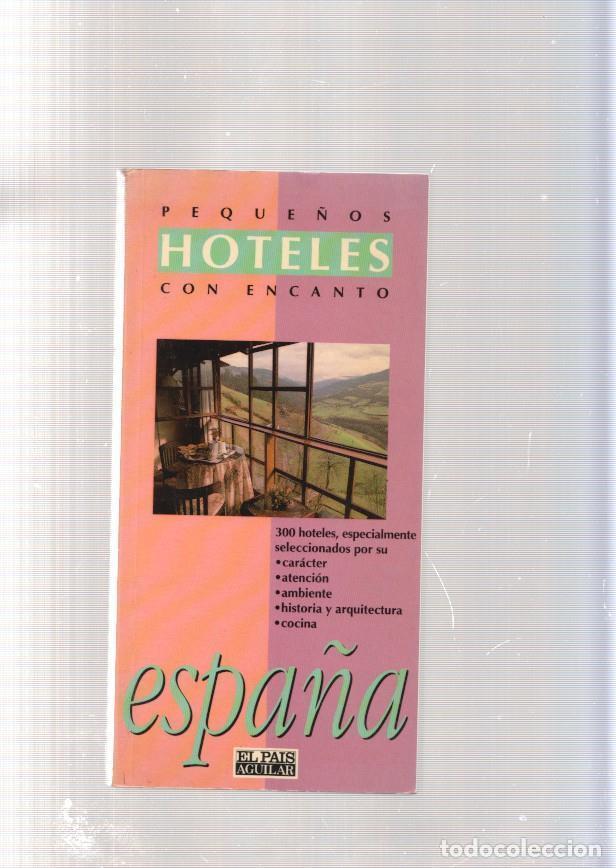 PEQUEÑOS
HOTELES
CON ENCANTO
300 hoteles, especialmente
seleccionados por su
•carácter
•atención
•ambiente
•historia y arquitectura
•cocina
españa
EL PAIS
AGUILAR
todocoleccion